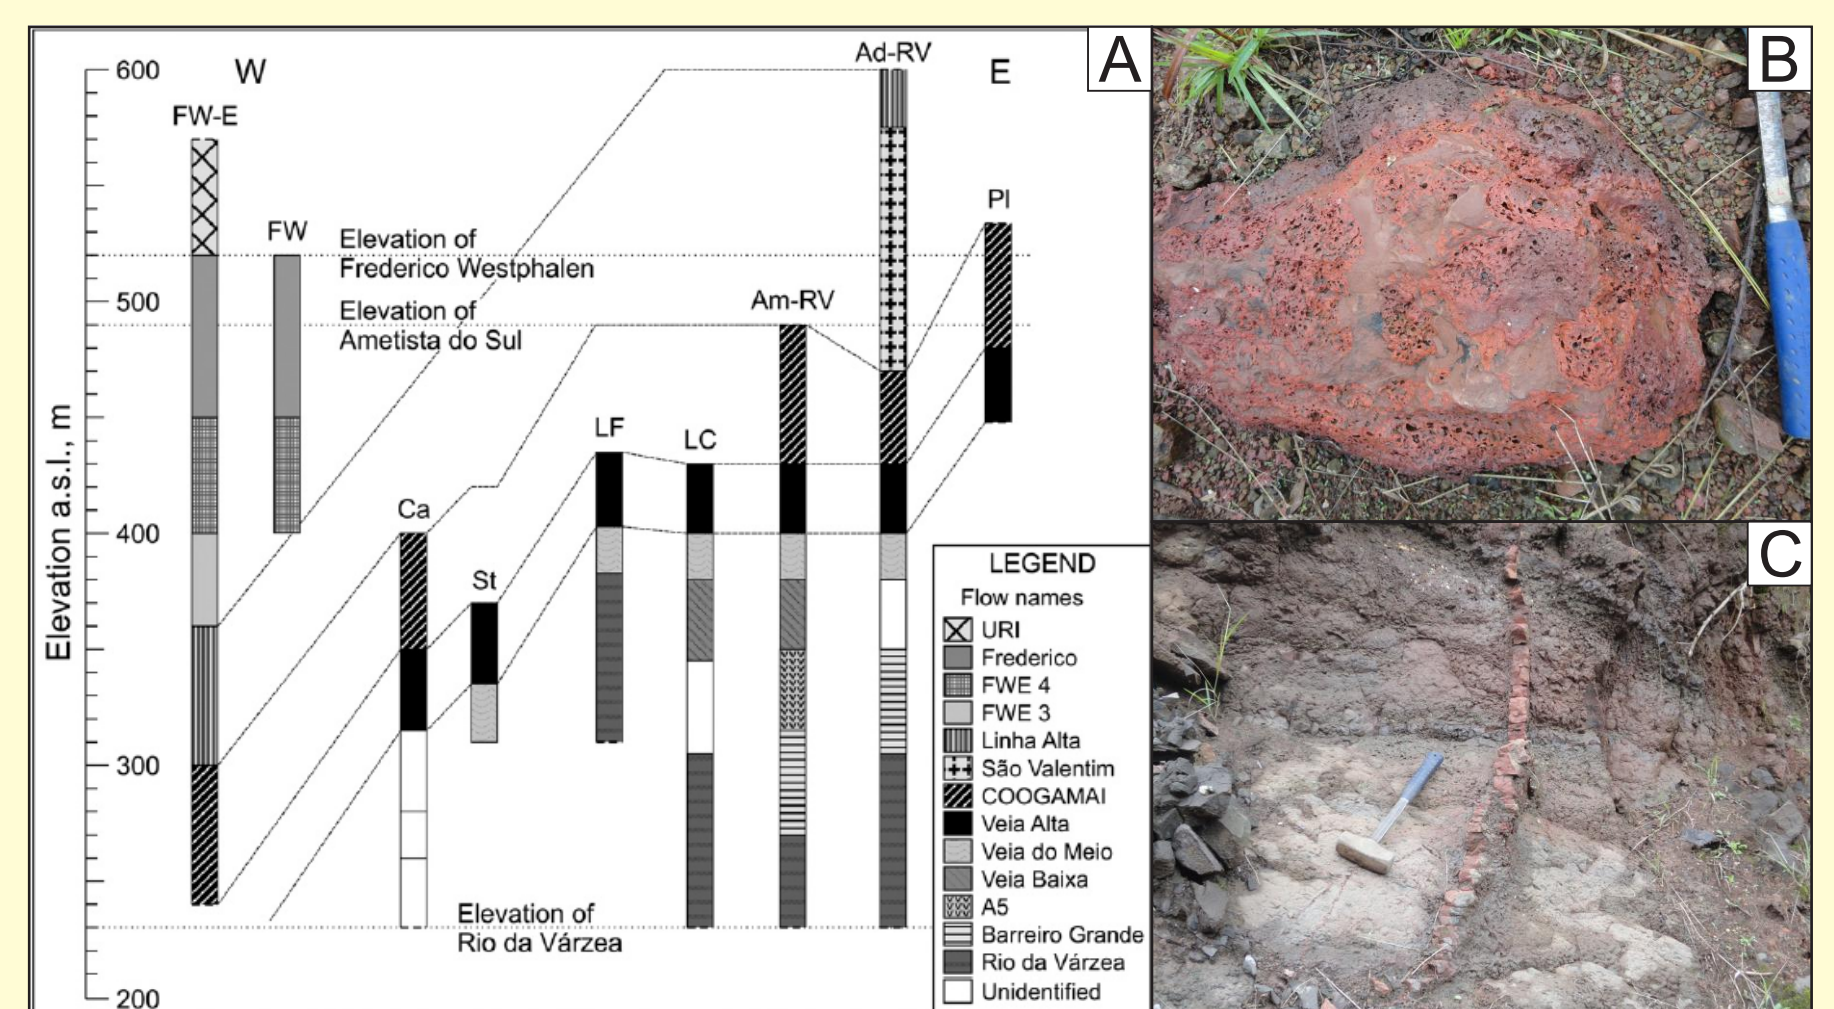 A
B
C
W
E
Elevation a.s.l., m
600
500
400
300
200
FW-E
FW
Ca
St
LF
LC
Am-RV
Ad-RV
Pl
Elevation of
Frederico Westphalen
Elevation of
Ametista do Sul
Elevation of
Rio da Várzea
LEGEND
Flow names
URI
Frederico
FWE 4
FWE 3
Linha Alta
São Valentim
COOGAMAI
Veia Alta
Veia do Meio
Veia Baixa
A5
Barreiro Grande
Rio da Várzea
Unidentified